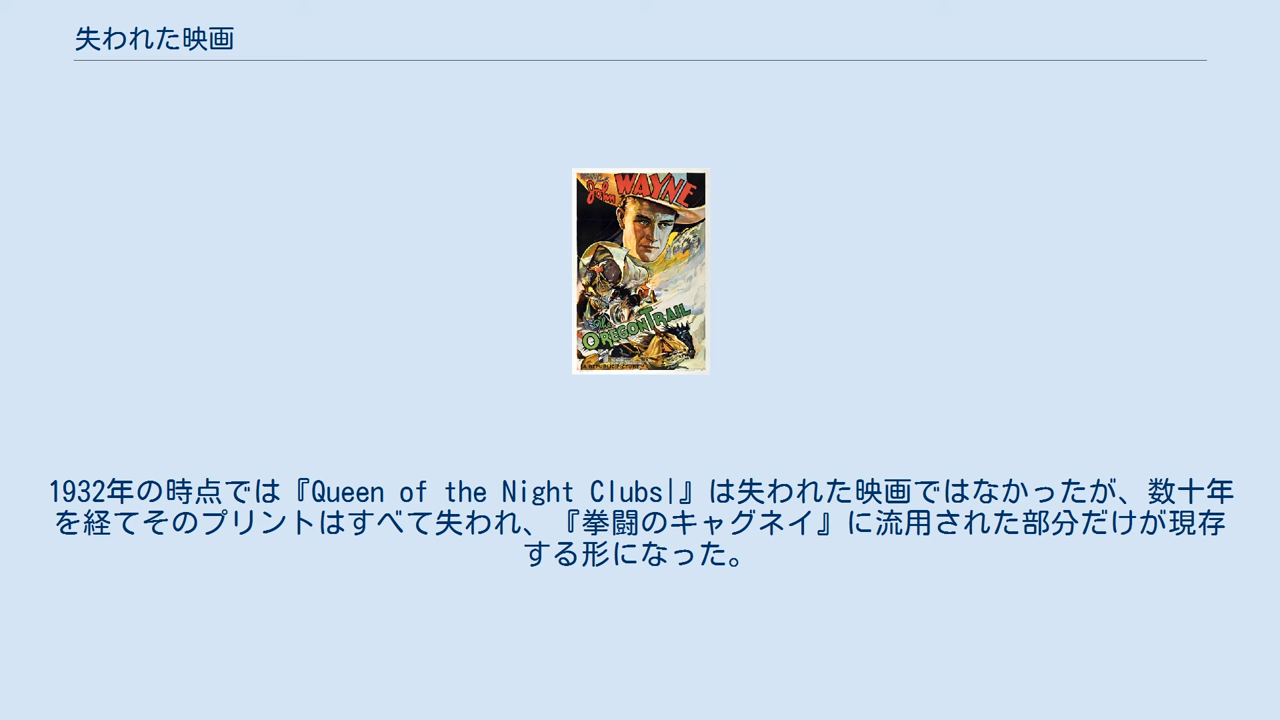 失われた映画
John WAYNE
The OREGON TRAIL
A REPUBLIC PICTURE
1932年の時点では『Queen of the Night Clubs|』は失われた映画ではなかったが、数十年
を経てそのプリントはすべて失われ、『拳闘のキャグネイ』に流用された部分だけが現存
する形になった。